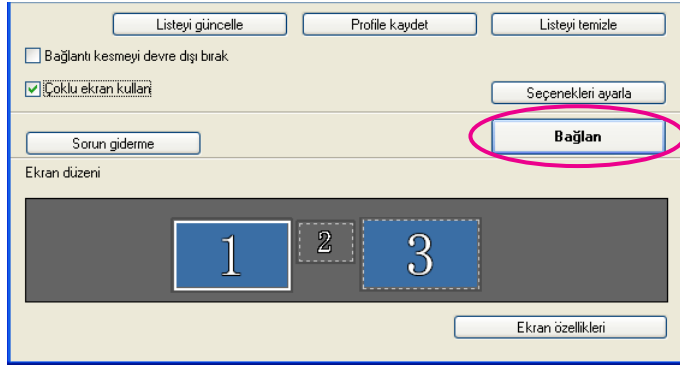 Listeyi güncelle Profile kaydet Listeyi temizle
Bağlantı kesmeyi devre dışı bırak
Çoklu ekran kullan
Seçenekleri ayarla
Sorun giderme
Bağlan
Ekran düzeni
1 2 3
Ekran özellikleri